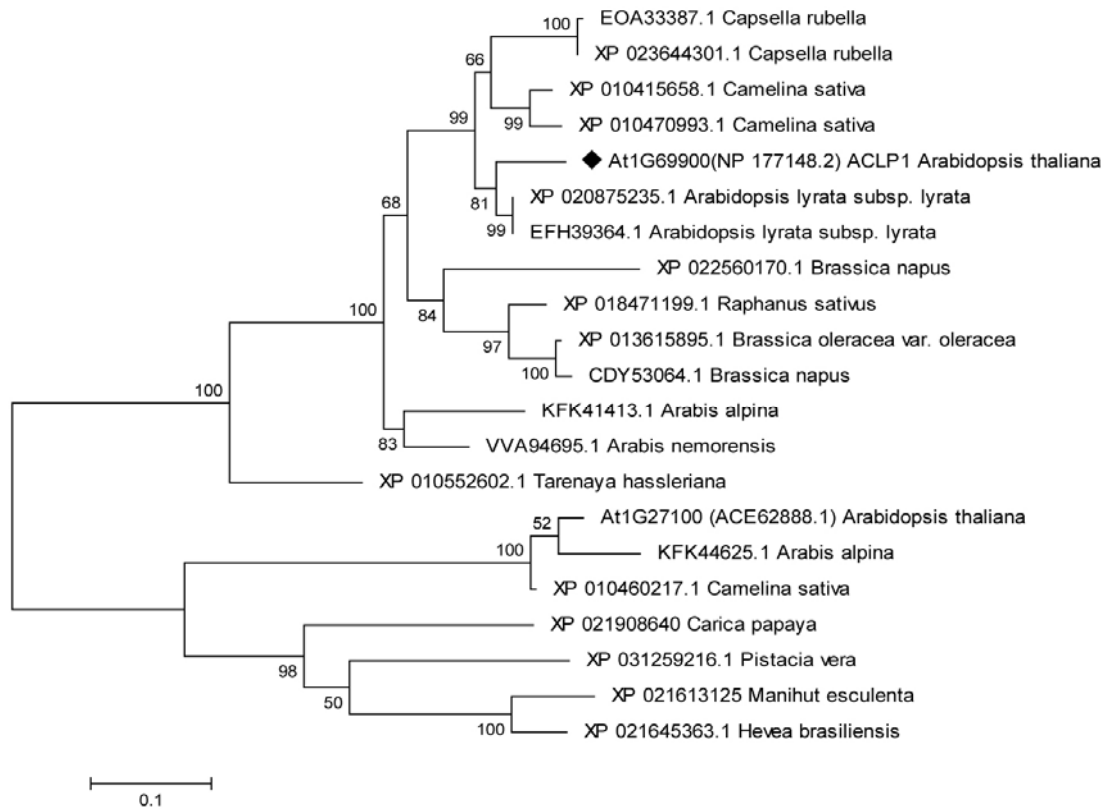 EOA33387.1 Capsella rubella
100
XP 023644301.1 Capsella rubella
66
XP 010415658.1 Camelina sativa
99
XP 010470993.1 Camelina sativa
99
At1G69900(NP 177148.2) ACLP1 Arabidopsis thaliana
81
XP 020875235.1 Arabidopsis lyrata subsp. lyrata
99
EFH39364.1 Arabidopsis lyrata subsp. lyrata
68
XP 022560170.1 Brassica napus
84
XP 018471199.1 Raphanus sativus
97
XP 013615895.1 Brassica oleracea var. oleracea
100
CDY53064.1 Brassica napus
100
KFK41413.1 Arabis alpina
83
VVA94695.1 Arabis nemorensis
100
XP 010552602.1 Tarenaya hassleriana
At1G27100 (ACE62888.1) Arabidopsis thaliana
52
KFK44625.1 Arabis alpina
100
XP 010460217.1 Camelina sativa
XP 021908640 Carica papaya
98
XP 031259216.1 Pistacia vera
50
XP 021613125 Manihut esculenta
100
XP 021645363.1 Hevea brasiliensis
0.1